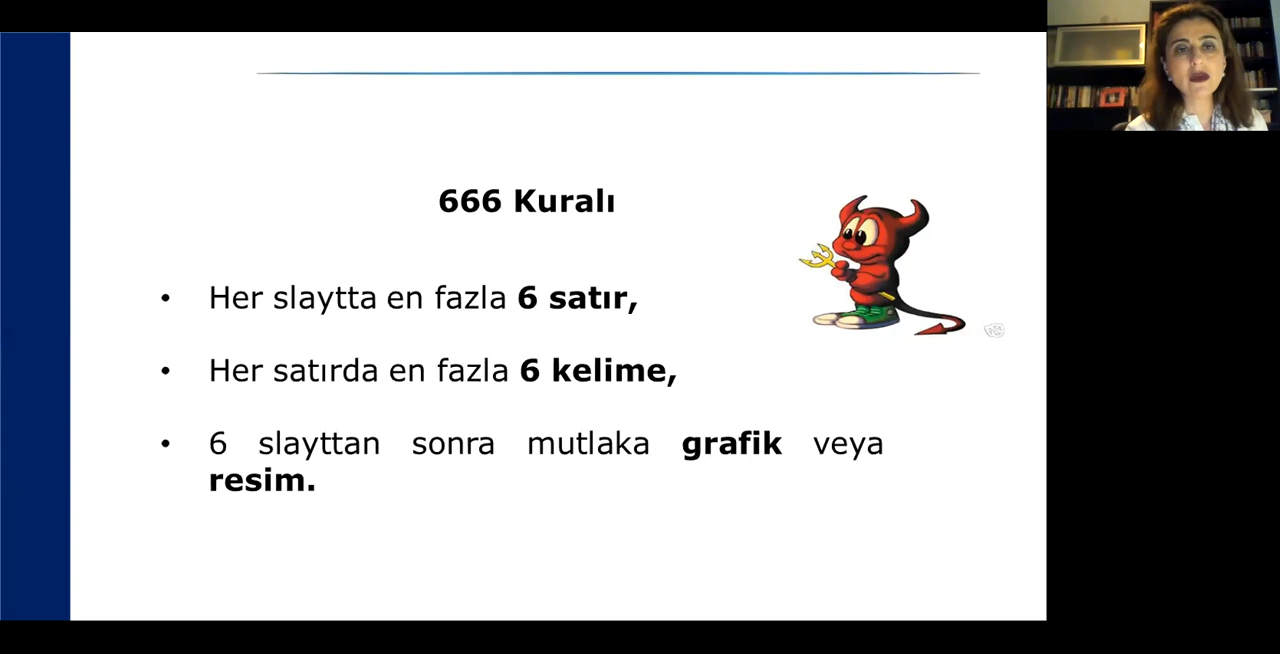 666 Kuralı
• Her slaytta en fazla 6 satır,
• Her satırda en fazla 6 kelime,
• 6 slayttan sonra mutlaka grafik veya
resim.